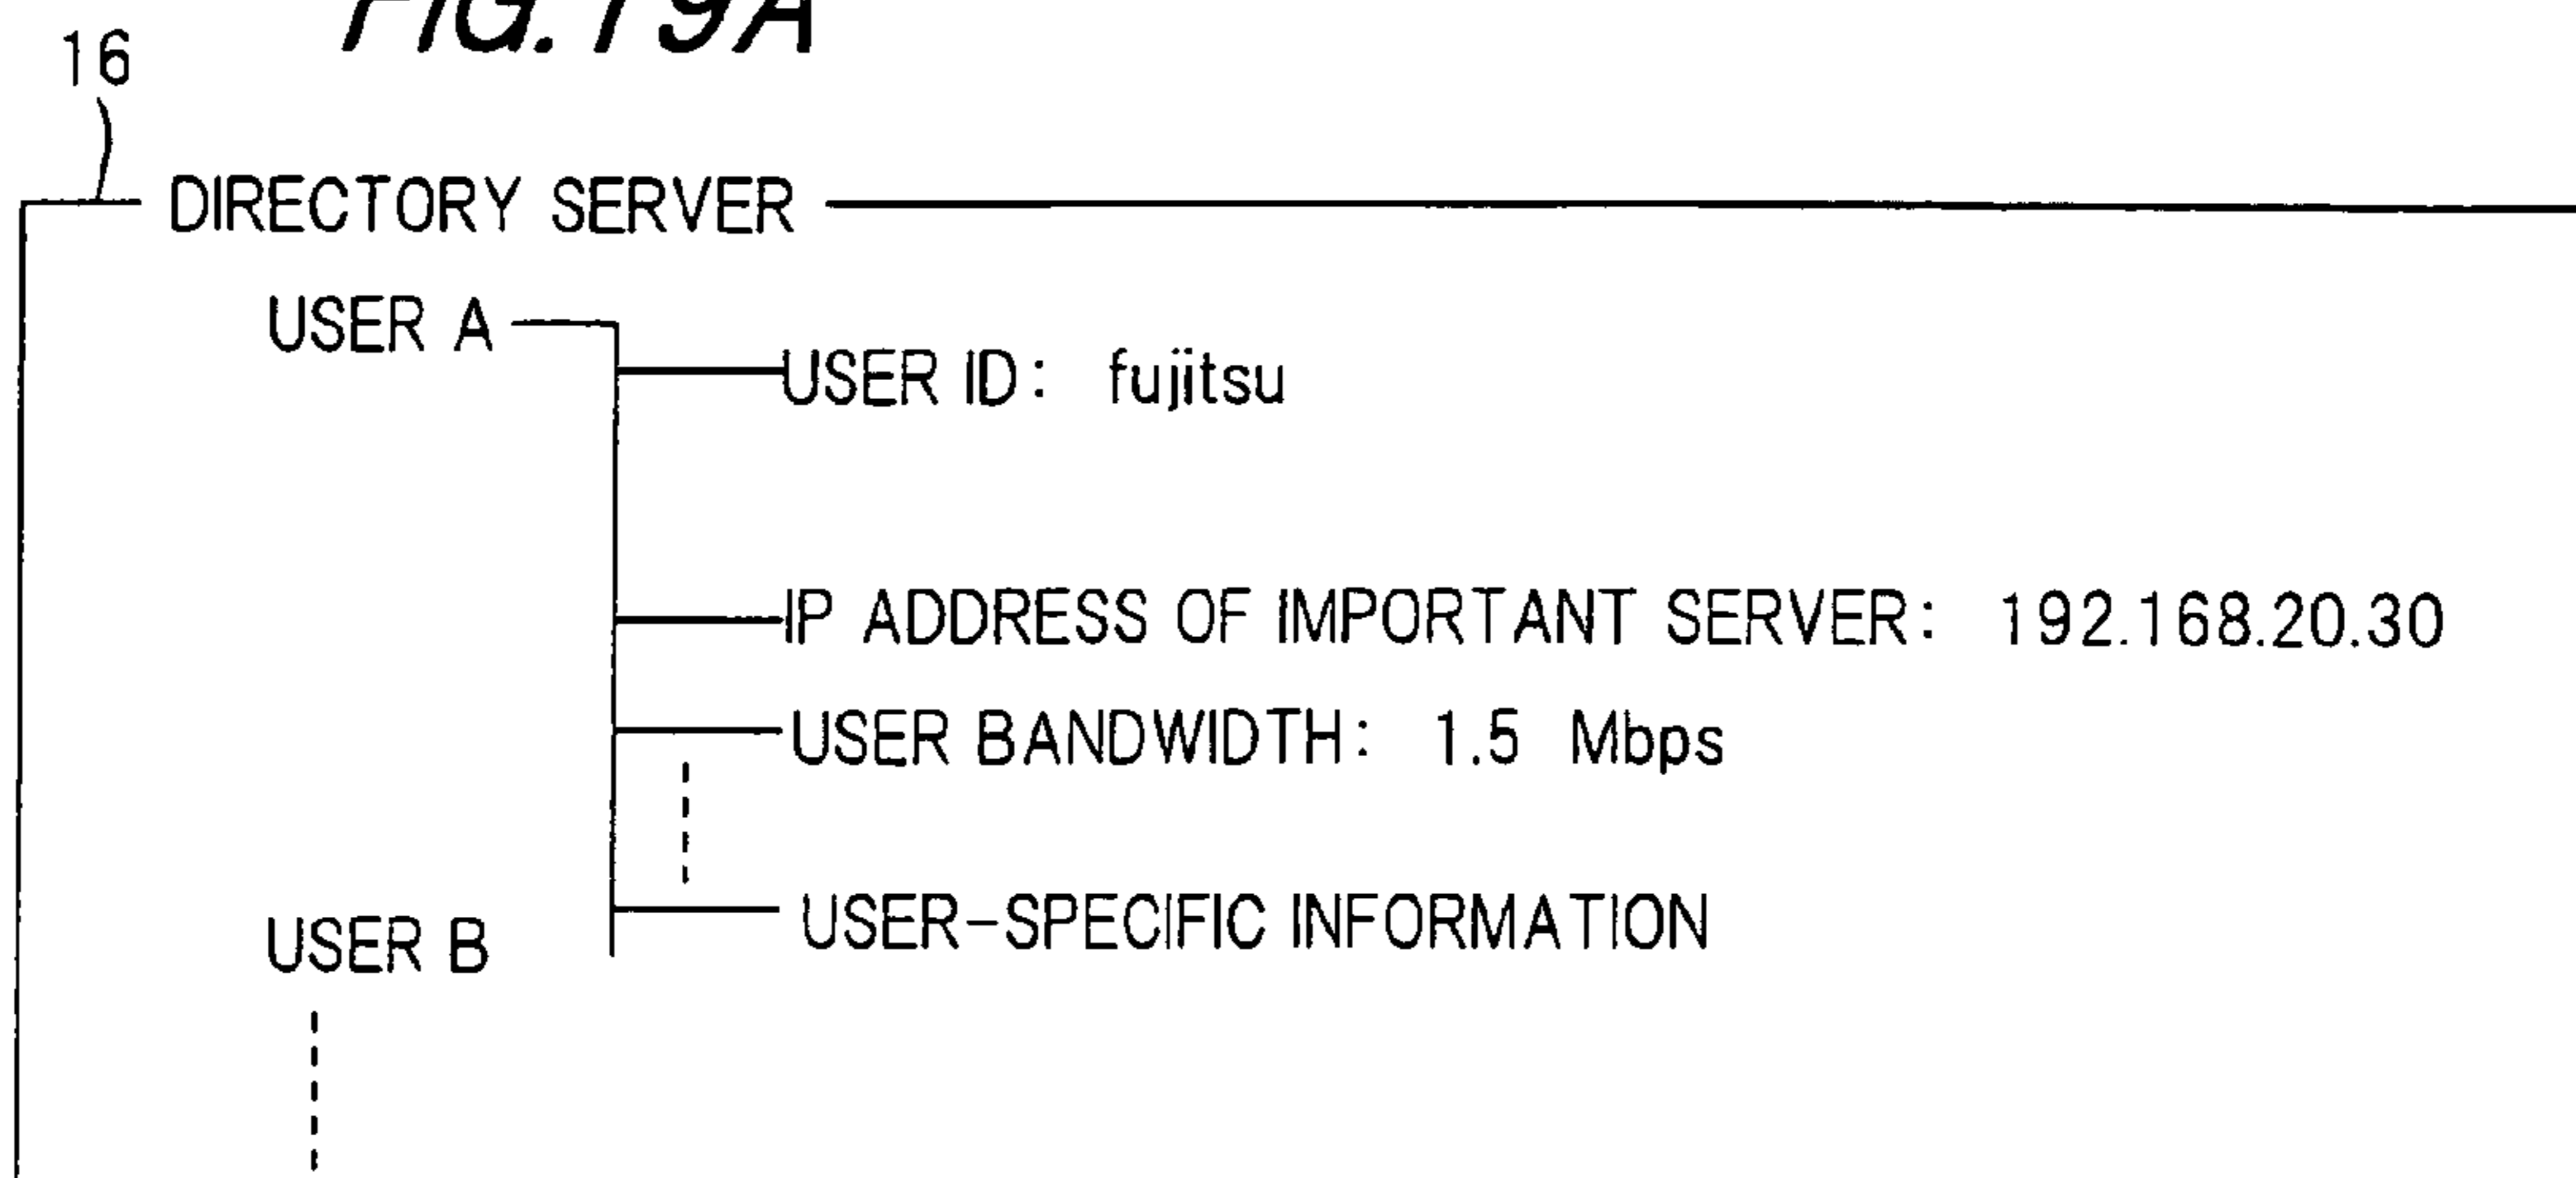 FIG. 19A
16
DIRECTORY SERVER
USER A
USER ID: fujitsu
IP ADDRESS OF IMPORTANT SERVER: 192.168.20.30
USER BANDWIDTH: 1.5 Mbps
USER-SPECIFIC INFORMATION
USER B